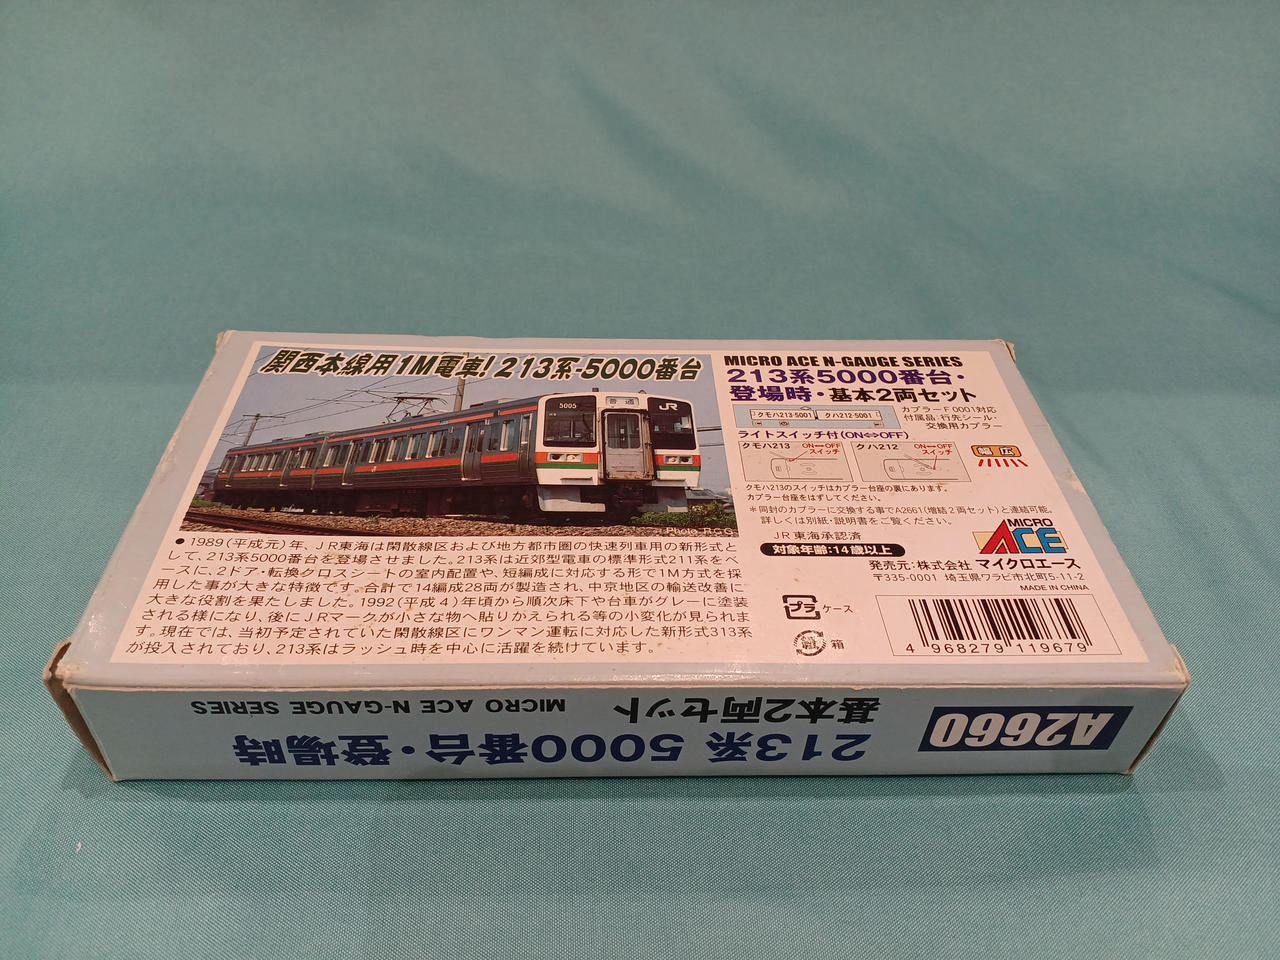 関西本線用1M電車!213系-5000番台
5005
普通
JR
Photo R.C.S.
●1989(平成元)年、JR東海は閑散線区および地方都市圏の快速列車用の新形式と
して、213系5000番台を登場させました。213系は近郊型電車の標準形式211系をベ
ースに、2ドア・転換クロスシートの室内配置や、短編成に対応する形で1M方式を採
用した事が大きな特徴です。合計で14編成28両が製造され、中京地区の輸送改善に
大きな役割を果たしました。1992(平成4)年頃から順次床下や台車がグレーに塗装
される様になり、後にJRマークが小さな物へ貼りかえられる等の小変化が見られま
す。現在では、当初予定されていた閑散線区にワンマン運転に対応した新形式313系
が投入されており、213系はラッシュ時を中心に活躍を続けています。
MICRO ACE N-GAUGE SERIES
213系5000番台・
登場時・基本2両セット
クモハ213-5001 クハ212-5001
カプラーF0001対応
付属品:行先シール・
交換用カプラー
ライトスイッチ付(ON⇔OFF)
クモハ213 ON⟷OFF スイッチ
クハ212 ON⟷OFF スイッチ
幅広
クモハ213のスイッチはカプラー台座の裏にあります。
カプラー台座をはずしてください。
*同封のカプラーに交換する事でA2661(増結2両セット)と連結可能。
詳しくは別紙・説明書をご覧ください。
JR東海承認済
対象年齢:14歳以上
MICRO
ACE
発売元:株式会社 マイクロエース
〒335-0001 埼玉県ワラビ市北町5-11-2
MADE IN CHINA
プラ ケース
箱
4 968279 119679
A2660
213系 5000番台・登場時
基本2両セット
MICRO ACE N-GAUGE SERIES